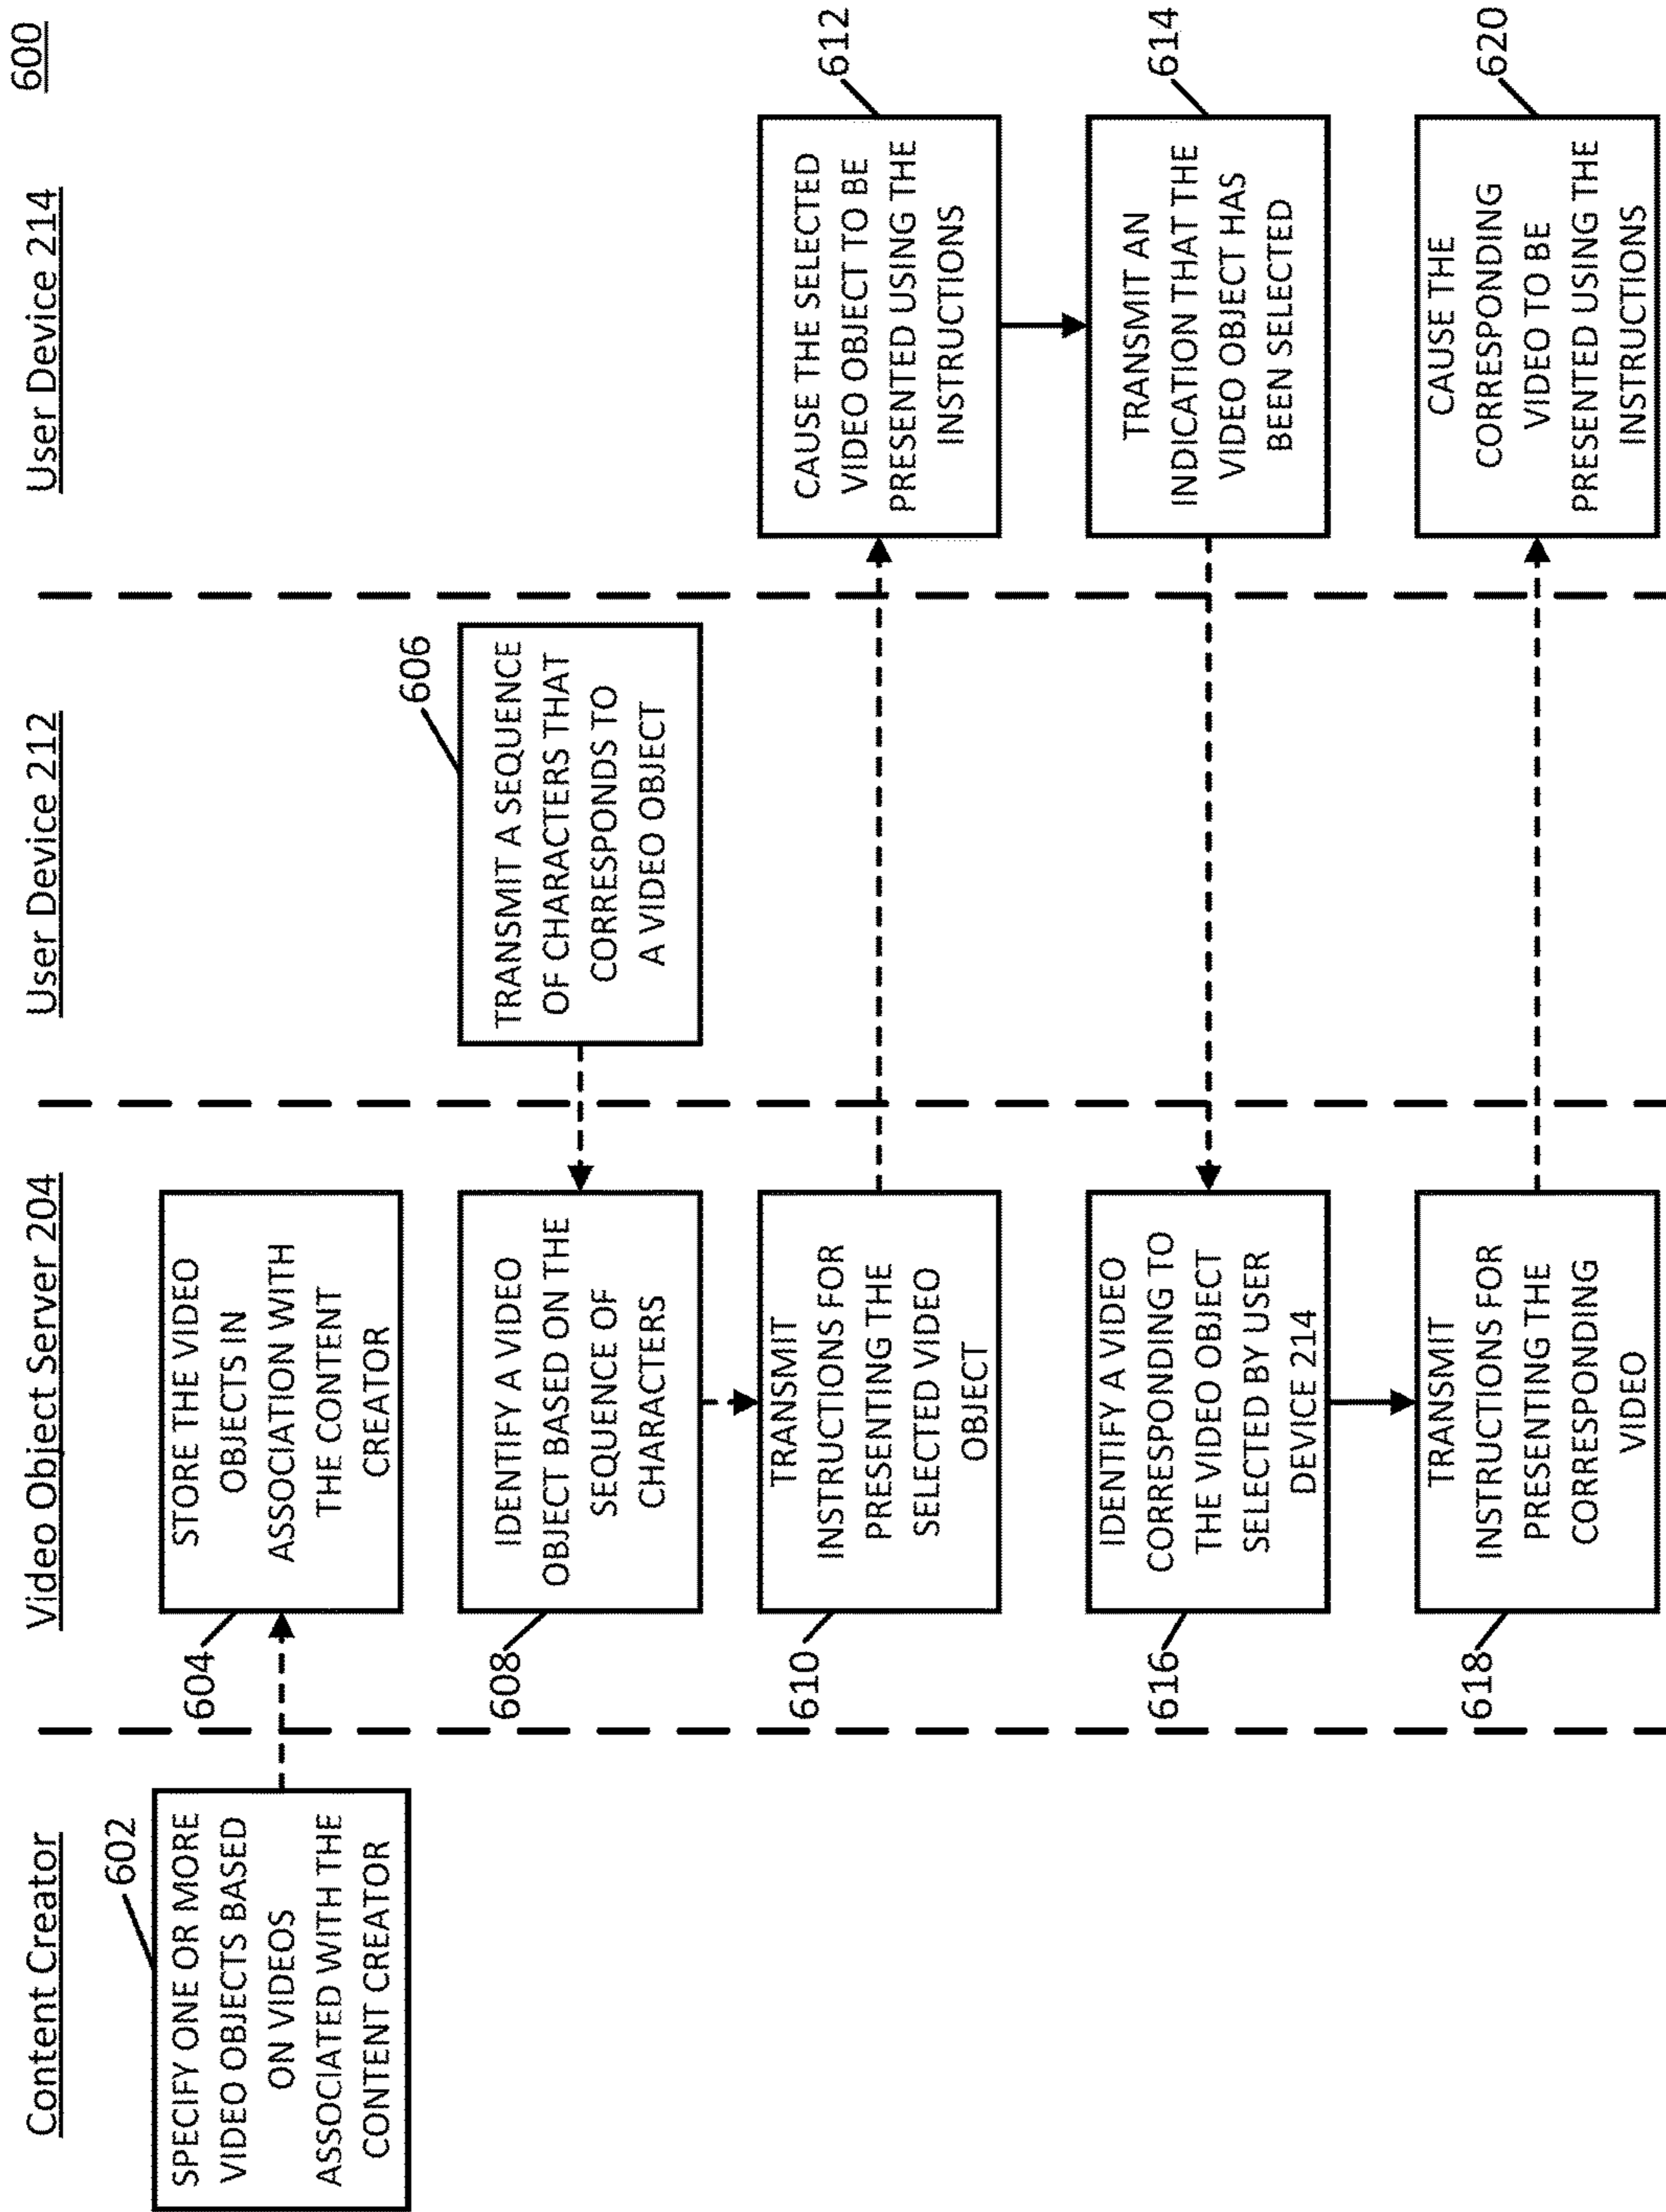 600
Content Creator
Video Object Server 204
User Device 212
User Device 214
602
SPECIFY ONE OR MORE
VIDEO OBJECTS BASED
ON VIDEOS
ASSOCIATED WITH THE
CONTENT CREATOR
604
STORE THE VIDEO
OBJECTS IN
ASSOCIATION WITH
THE CONTENT
CREATOR
606
TRANSMIT A SEQUENCE
OF CHARACTERS THAT
CORRESPONDS TO
A VIDEO OBJECT
608
IDENTIFY A VIDEO
OBJECT BASED ON THE
SEQUENCE OF
CHARACTERS
610
TRANSMIT
INSTRUCTIONS FOR
PRESENTING THE
SELECTED VIDEO
OBJECT
612
CAUSE THE SELECTED
VIDEO OBJECT TO BE
PRESENTED USING THE
INSTRUCTIONS
614
TRANSMIT AN
INDICATION THAT THE
VIDEO OBJECT HAS
BEEN SELECTED
616
IDENTIFY A VIDEO
CORRESPONDING TO
THE VIDEO OBJECT
SELECTED BY USER
DEVICE 214
618
TRANSMIT
INSTRUCTIONS FOR
PRESENTING THE
CORRESPONDING
VIDEO
620
CAUSE THE
CORRESPONDING
VIDEO TO BE
PRESENTED USING THE
INSTRUCTIONS